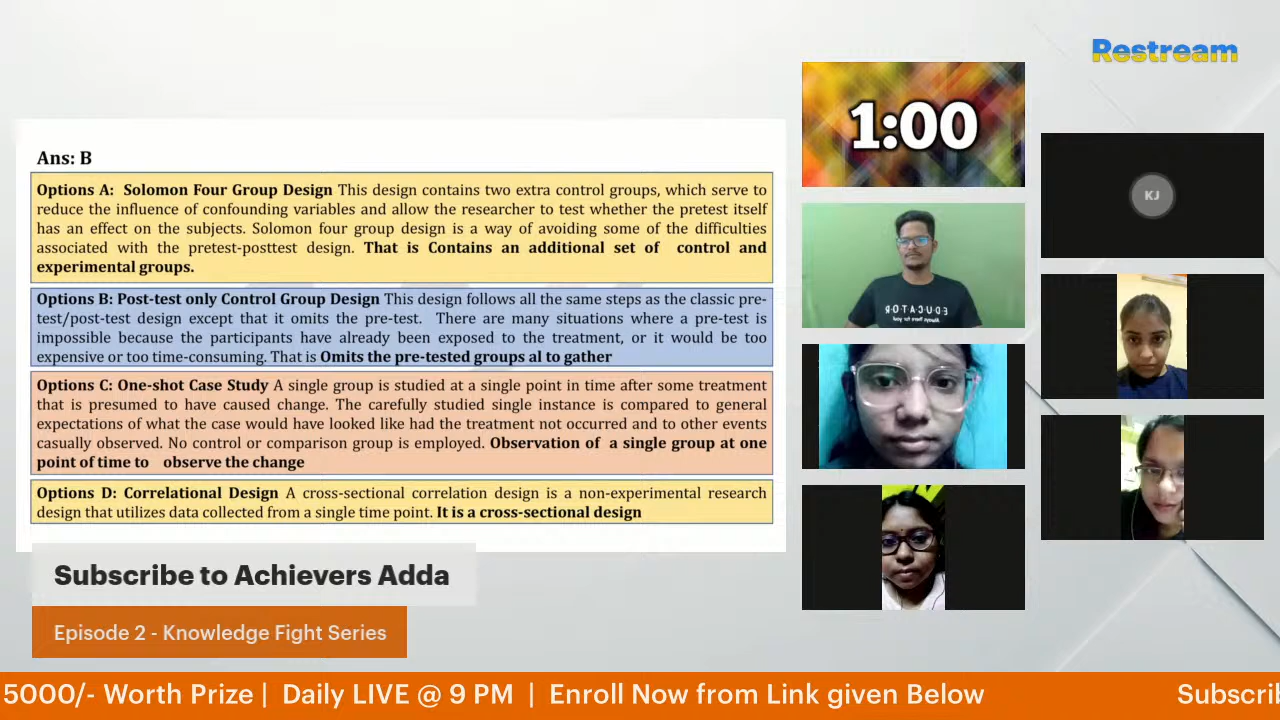 Restream
1:00
KJ
Ans: B
Options A: Solomon Four Group Design This design contains two extra control groups, which serve to
reduce the influence of confounding variables and allow the researcher to test whether the pretest itself
has an effect on the subjects. Solomon four group design is a way of avoiding some of the difficulties
associated with the pretest-posttest design. That is Contains an additional set of control and
experimental groups.
Options B: Post-test only Control Group Design This design follows all the same steps as the classic pre-
test/post-test design except that it omits the pre-test. There are many situations where a pre-test is
impossible because the participants have already been exposed to the treatment, or it would be too
expensive or too time-consuming. That is Omits the pre-tested groups al to gather
Options C: One-shot Case Study A single group is studied at a single point in time after some treatment
that is presumed to have caused change. The carefully studied single instance is compared to general
expectations of what the case would have looked like had the treatment not occurred and to other events
casually observed. No control or comparison group is employed. Observation of a single group at one
point of time to observe the change
Options D: Correlational Design A cross-sectional correlation design is a non-experimental research
design that utilizes data collected from a single time point. It is a cross-sectional design
EDUCATOR
Always There for you
Subscribe to Achievers Adda
Episode 2 - Knowledge Fight Series
5000/- Worth Prize | Daily LIVE @ 9 PM | Enroll Now from Link given Below Subscrib